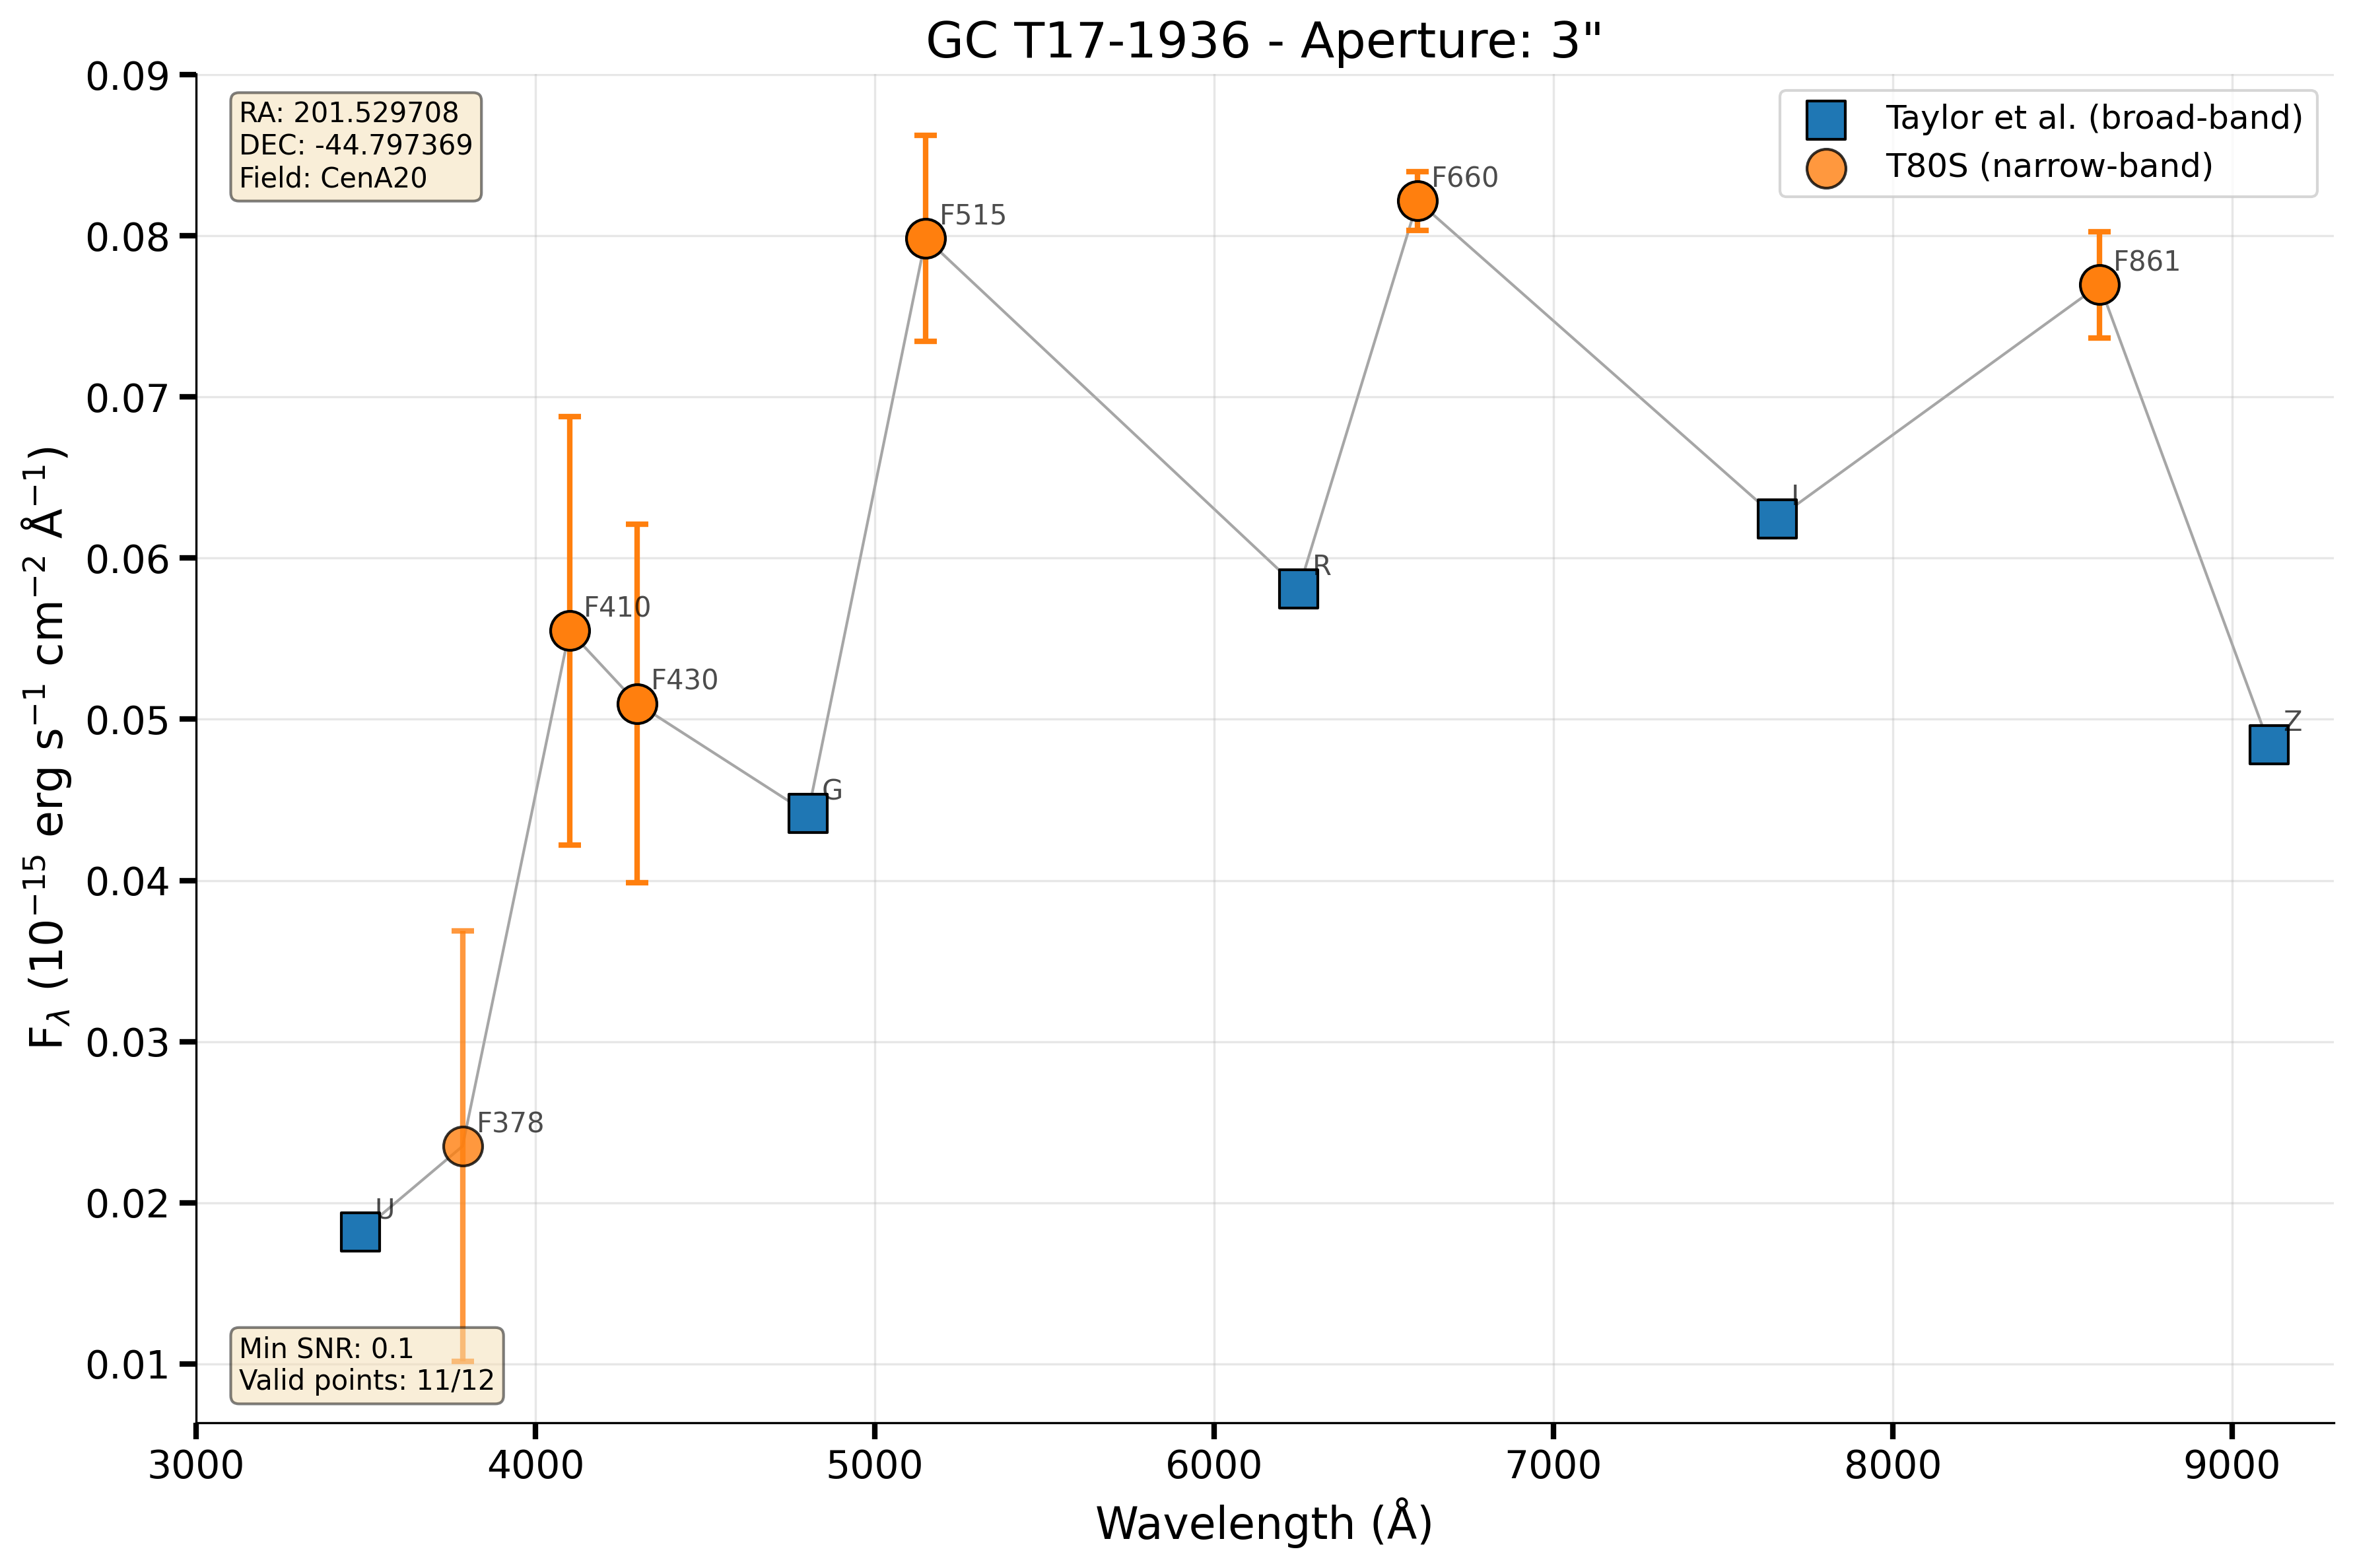 GC T17-1936 - Aperture: 3"
RA: 201.529708
DEC: -44.797369
Field: CenA20
Taylor et al. (broad-band)
T80S (narrow-band)
F660
F515
F861
I
F410
R
F430
Z
G
F378
U
Min SNR: 0.1
Valid points: 11/12
0.09
0.08
0.07
0.06
0.05
0.04
0.03
0.02
0.01
F_λ (10⁻¹⁵ erg s⁻¹ cm⁻² Å⁻¹)
3000 4000 5000 6000 7000 8000 9000
Wavelength (Å)